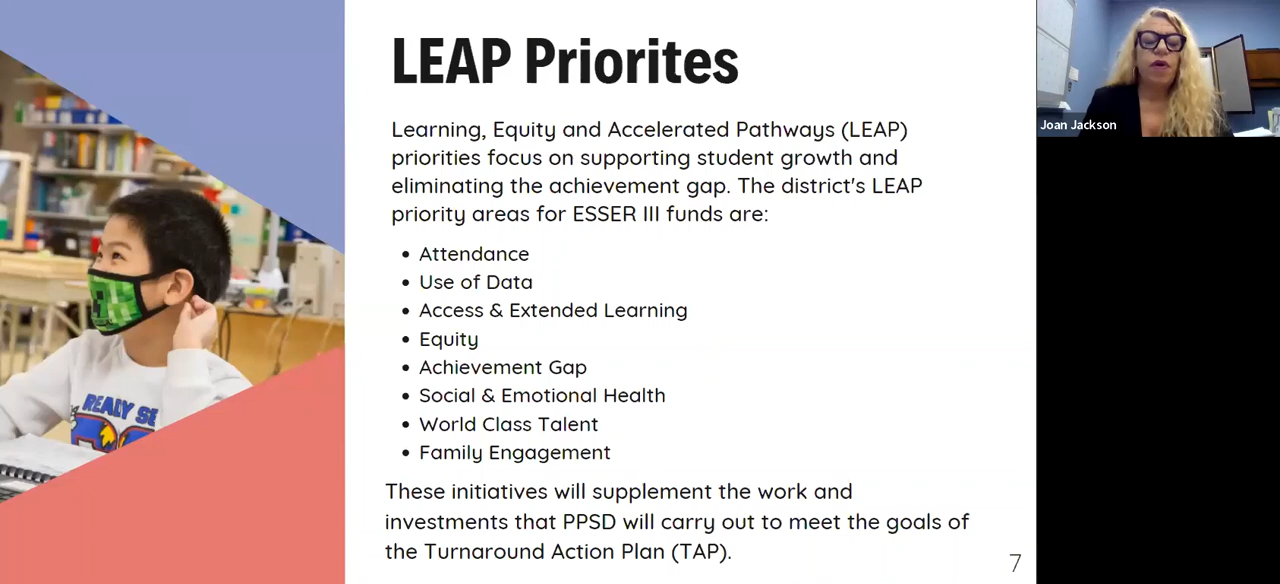 LEAP Priorites
Learning, Equity and Accelerated Pathways (LEAP)
priorities focus on supporting student growth and
eliminating the achievement gap. The district's LEAP
priority areas for ESSER III funds are:
• Attendance
• Use of Data
• Access & Extended Learning
• Equity
• Achievement Gap
• Social & Emotional Health
• World Class Talent
• Family Engagement
These initiatives will supplement the work and
investments that PPSD will carry out to meet the goals of
the Turnaround Action Plan (TAP).
7
Joan Jackson
READY SE